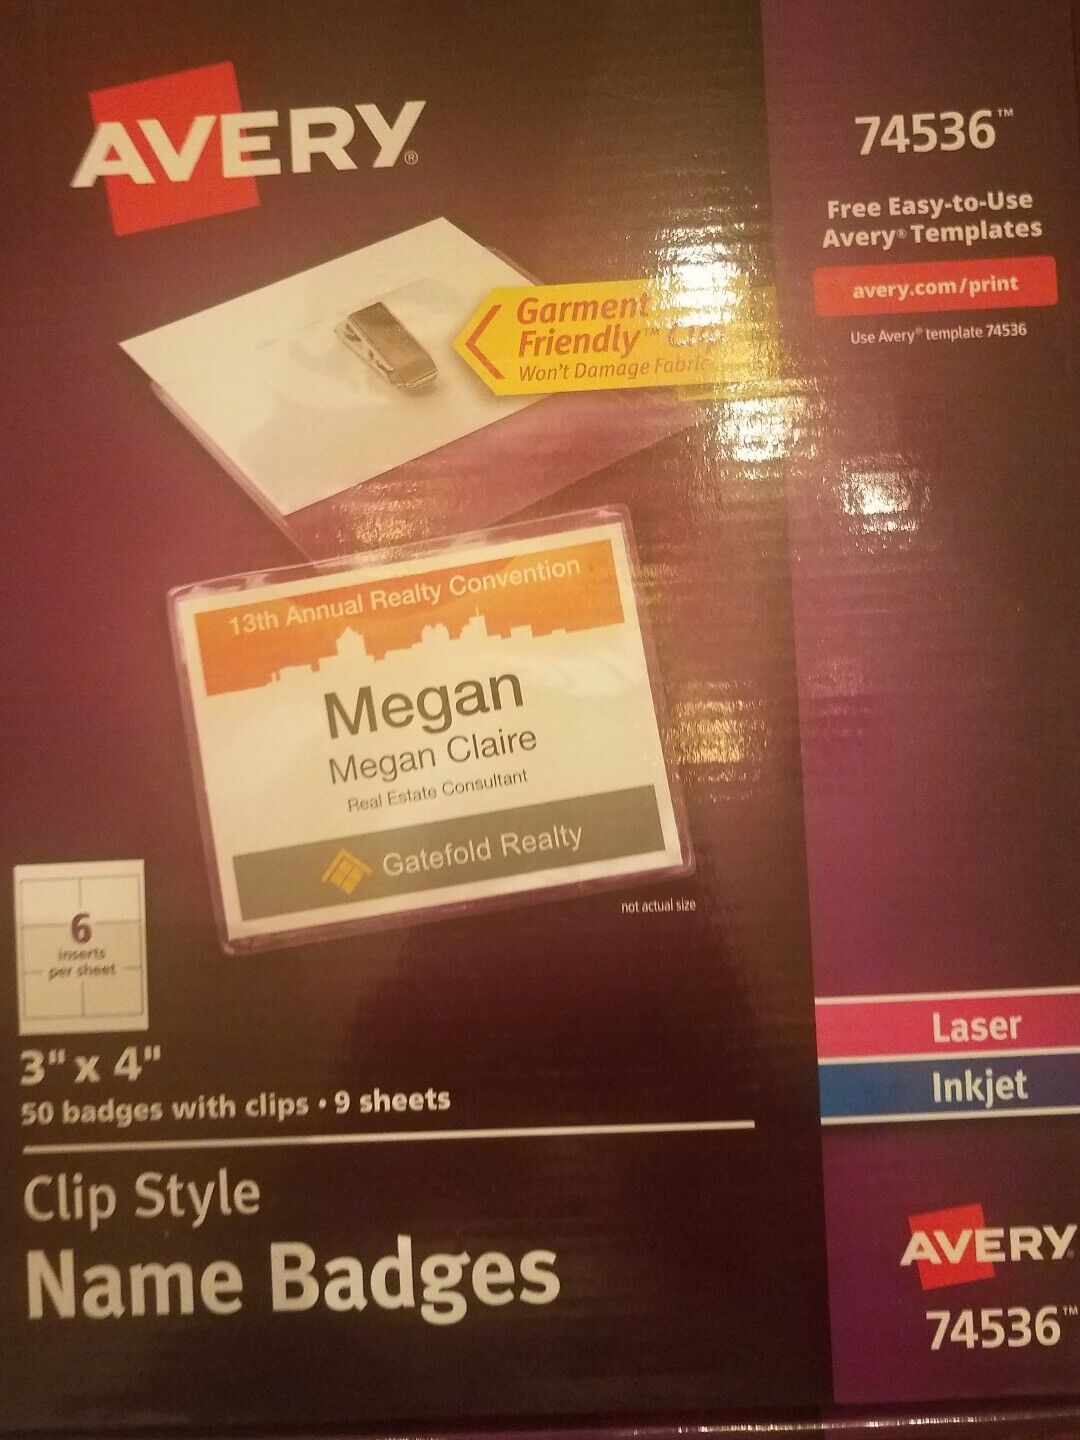 AVERY®
74536™
Free Easy-to-Use
Avery® Templates
avery.com/print
Use Avery® template 74536
Garment
Friendly™ Clip
Won't Damage Fabric
13th Annual Realty Convention
Megan
Megan Claire
Real Estate Consultant
Gatefold Realty
not actual size
6
inserts
per sheet
3" x 4"
50 badges with clips • 9 sheets
Clip Style
Name Badges
Laser
Inkjet
AVERY®
74536™